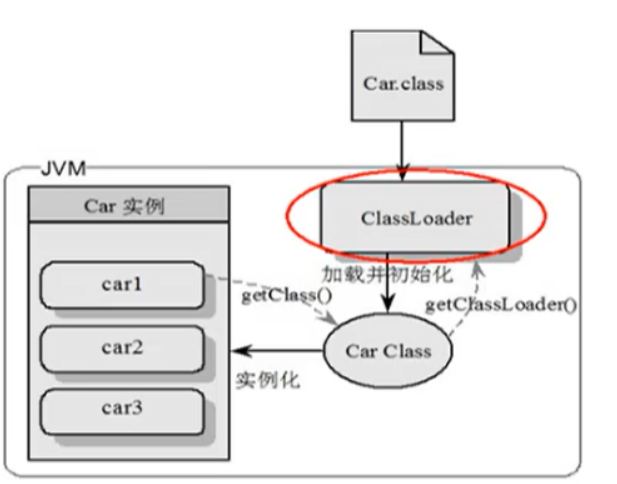 Car.class
JVM
Car 实例
ClassLoader
加载并初始化
car1
getClass()
getClassLoader()
car2
Car Class
实例化
car3